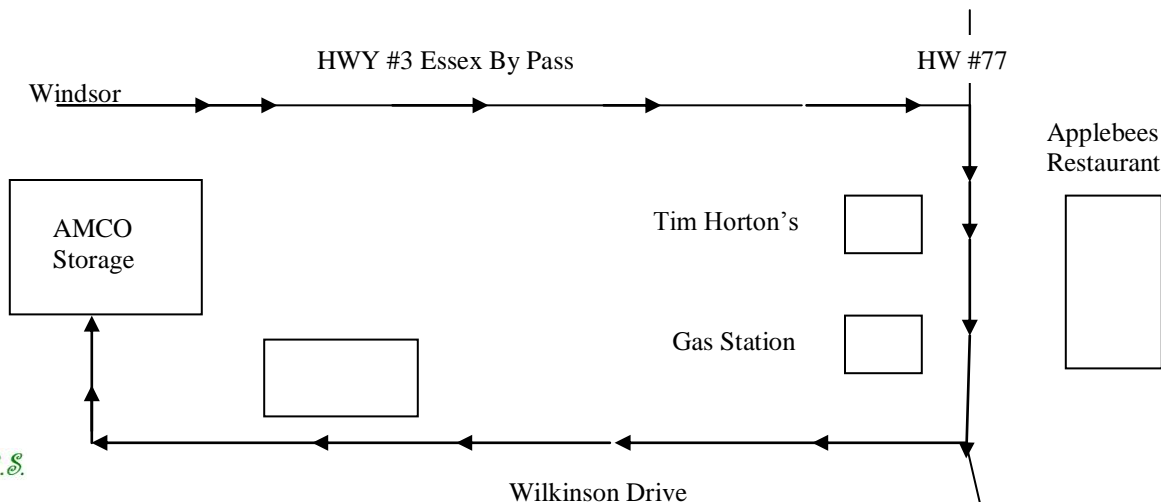 HWY #3 Essex By Pass
HW #77
Windsor
Applebees
Restaurant
Tim Horton’s
AMCO
Storage
Gas Station
.S.
Wilkinson Drive